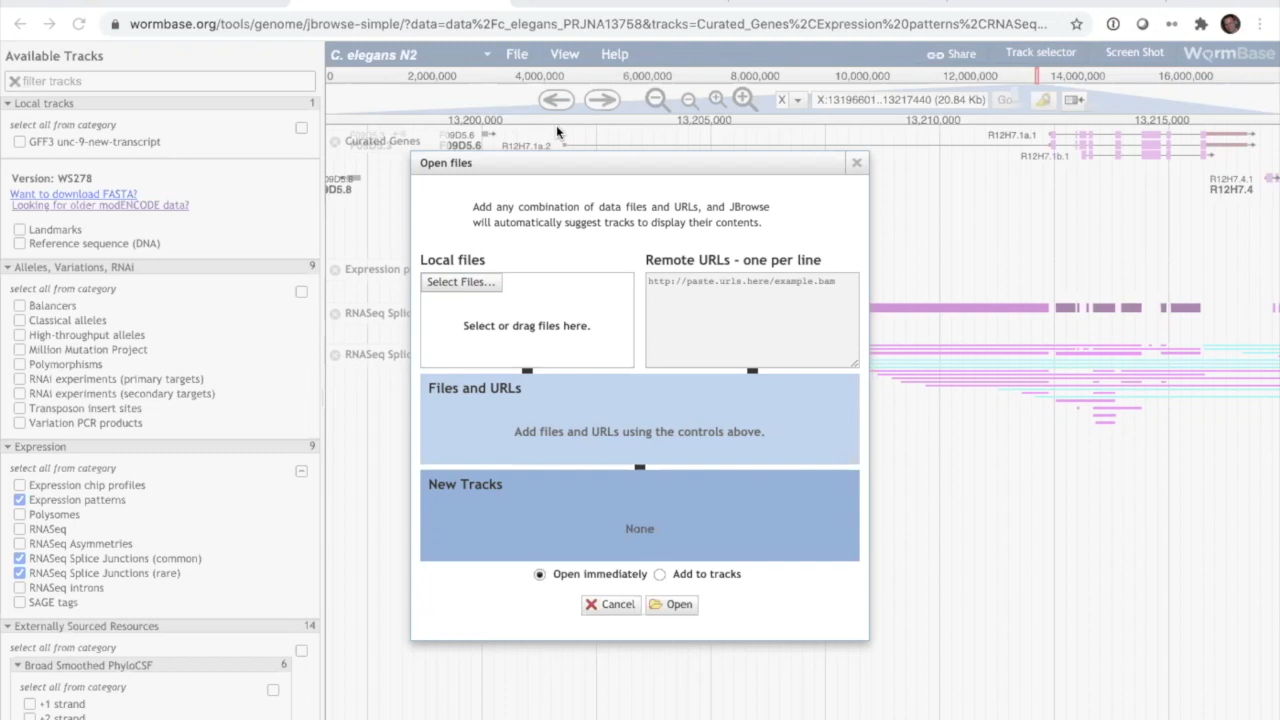 wormbase.org/tools/genome/jbrowse-simple/?data=data%2Fc_elegans_PRJNA13758&tracks=Curated_Genes%2CExpression%20patterns%2CRNASeq...
Available Tracks
filter tracks
Local tracks 1
select all from category
GFF3 unc-9-new-transcript
Version: WS278
Want to download FASTA?
Looking for older modENCODE data?
Landmarks
Reference sequence (DNA)
Alleles, Variations, RNAi 9
select all from category
Balancers
Classical alleles
High-throughput alleles
Million Mutation Project
Polymorphisms
RNAi experiments (primary targets)
RNAi experiments (secondary targets)
Transposon insert sites
Variation PCR products
Expression 9
select all from category
Expression chip profiles
Expression patterns
Polysomes
RNASeq
RNASeq Asymmetries
RNASeq Splice Junctions (common)
RNASeq Splice Junctions (rare)
RNASeq introns
SAGE tags
Externally Sourced Resources 14
select all from category
Broad Smoothed PhyloCSF 6
select all from category
+1 strand
+2 strand
C. elegans N2 File View Help Share Track selector Screen Shot WormBase
0 2,000,000 4,000,000 6,000,000 8,000,000 10,000,000 12,000,000 14,000,000 16,000,000
X X:13196601..13217440 (20.84 Kb) Go
13,200,000 13,205,000 13,210,000 13,215,000
Curated Genes
F09D5.6
F09D5.6
R12H7.1a.2
R12H7.1a.1
R12H7.1b.1
D5.8
R12H7.4.1
R12H7.4
Expression p
RNASeq Splic
RNASeq Splic
Open files
Add any combination of data files and URLs, and JBrowse
will automatically suggest tracks to display their contents.
Local files
Select Files...
Select or drag files here.
Remote URLs - one per line
http://paste.urls.here/example.bam
Files and URLs
Add files and URLs using the controls above.
New Tracks
None
Open immediately Add to tracks
Cancel Open